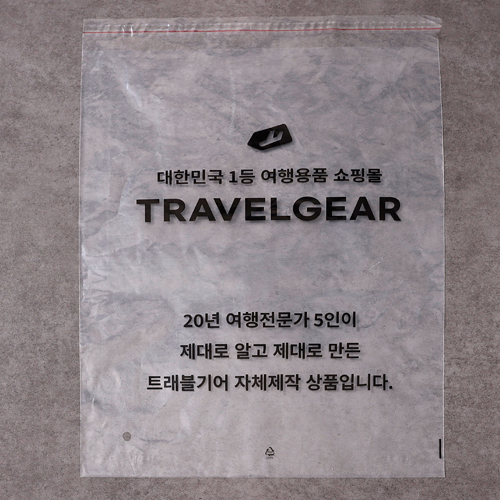 대한민국 1등 여행용품 쇼핑몰
TRAVELGEAR
20년 여행전문가 5인이
제대로 알고 제대로 만든
트래블기어 자체제작 상품입니다.